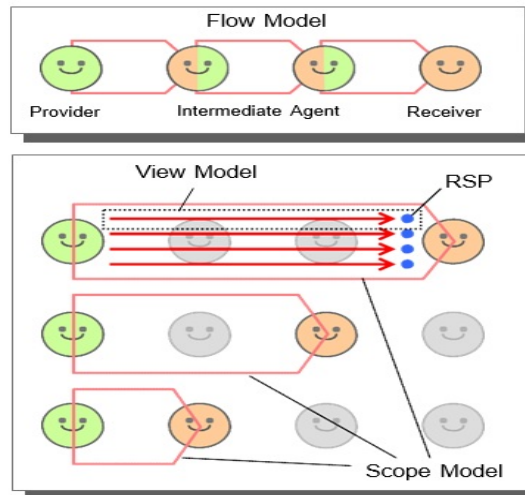 Flow Model
Provider
Intermediate Agent
Receiver
View Model
RSP
Scope Model